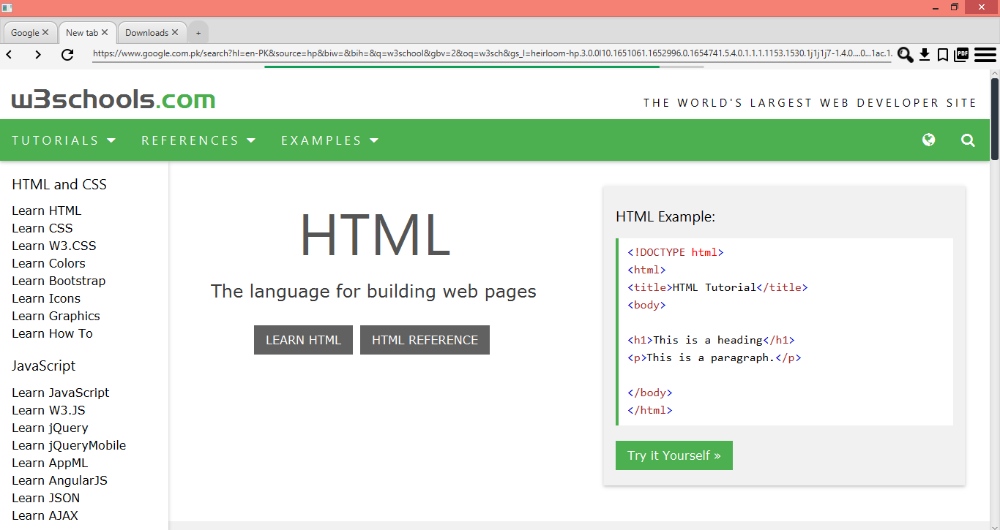 Google
New tab
Downloads
+
https://www.google.com.pk/search?hl=en-PK&source=hp&biw=&bih=&q=w3school&gbv=2&oq=w3sch&gs_l=heirloom-hp.3.0.0l10.1651061.1652996.0.1654741.5.4.0.1.1.1.1153.1530.1j1j1j7-1.4.0....0...1ac.1.
PDF
w3schools.com
THE WORLD'S LARGEST WEB DEVELOPER SITE
TUTORIALS REFERENCES EXAMPLES
HTML and CSS
Learn HTML
Learn CSS
Learn W3.CSS
Learn Colors
Learn Bootstrap
Learn Icons
Learn Graphics
Learn How To
JavaScript
Learn JavaScript
Learn W3.JS
Learn jQuery
Learn jQueryMobile
Learn AppML
Learn AngularJS
Learn JSON
Learn AJAX
HTML
The language for building web pages
LEARN HTML
HTML REFERENCE
HTML Example:
<!DOCTYPE html>
<html>
<title>HTML Tutorial</title>
<body>
<h1>This is a heading</h1>
<p>This is a paragraph.</p>
</body>
</html>
Try it Yourself »